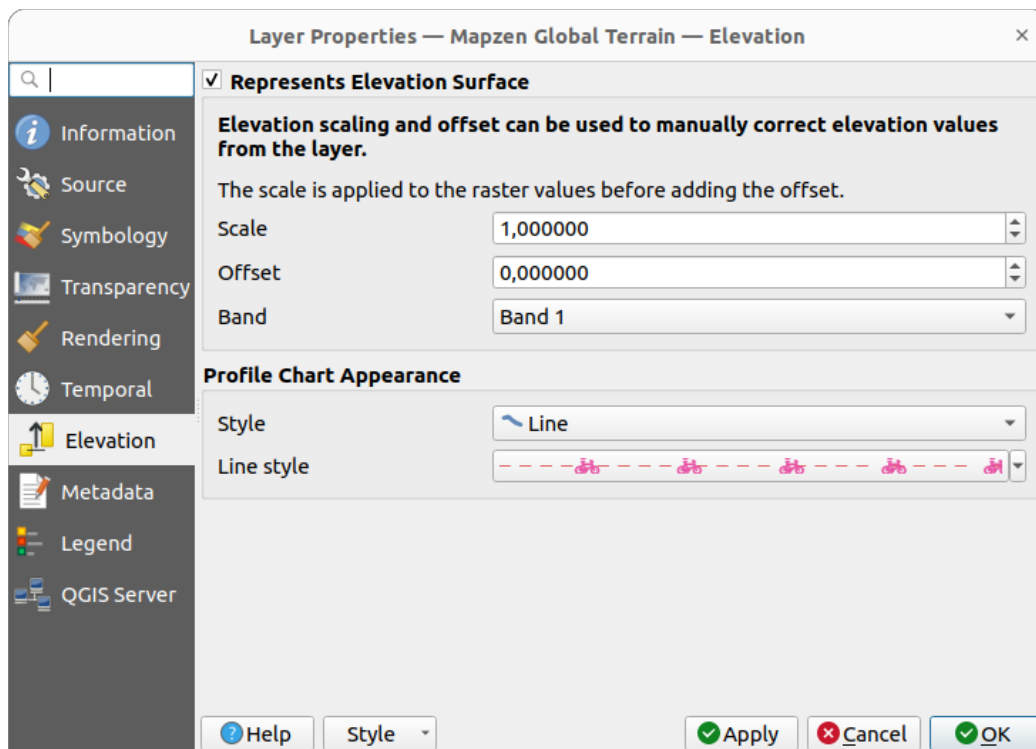 Layer Properties — Mapzen Global Terrain — Elevation
Information
Source
Symbology
Transparency
Rendering
Temporal
Elevation
Metadata
Legend
QGIS Server
Represents Elevation Surface
Elevation scaling and offset can be used to manually correct elevation values
from the layer.
The scale is applied to the raster values before adding the offset.
Scale 1,000000
Offset 0,000000
Band Band 1
Profile Chart Appearance
Style Line
Line style
Help Style Apply Cancel OK